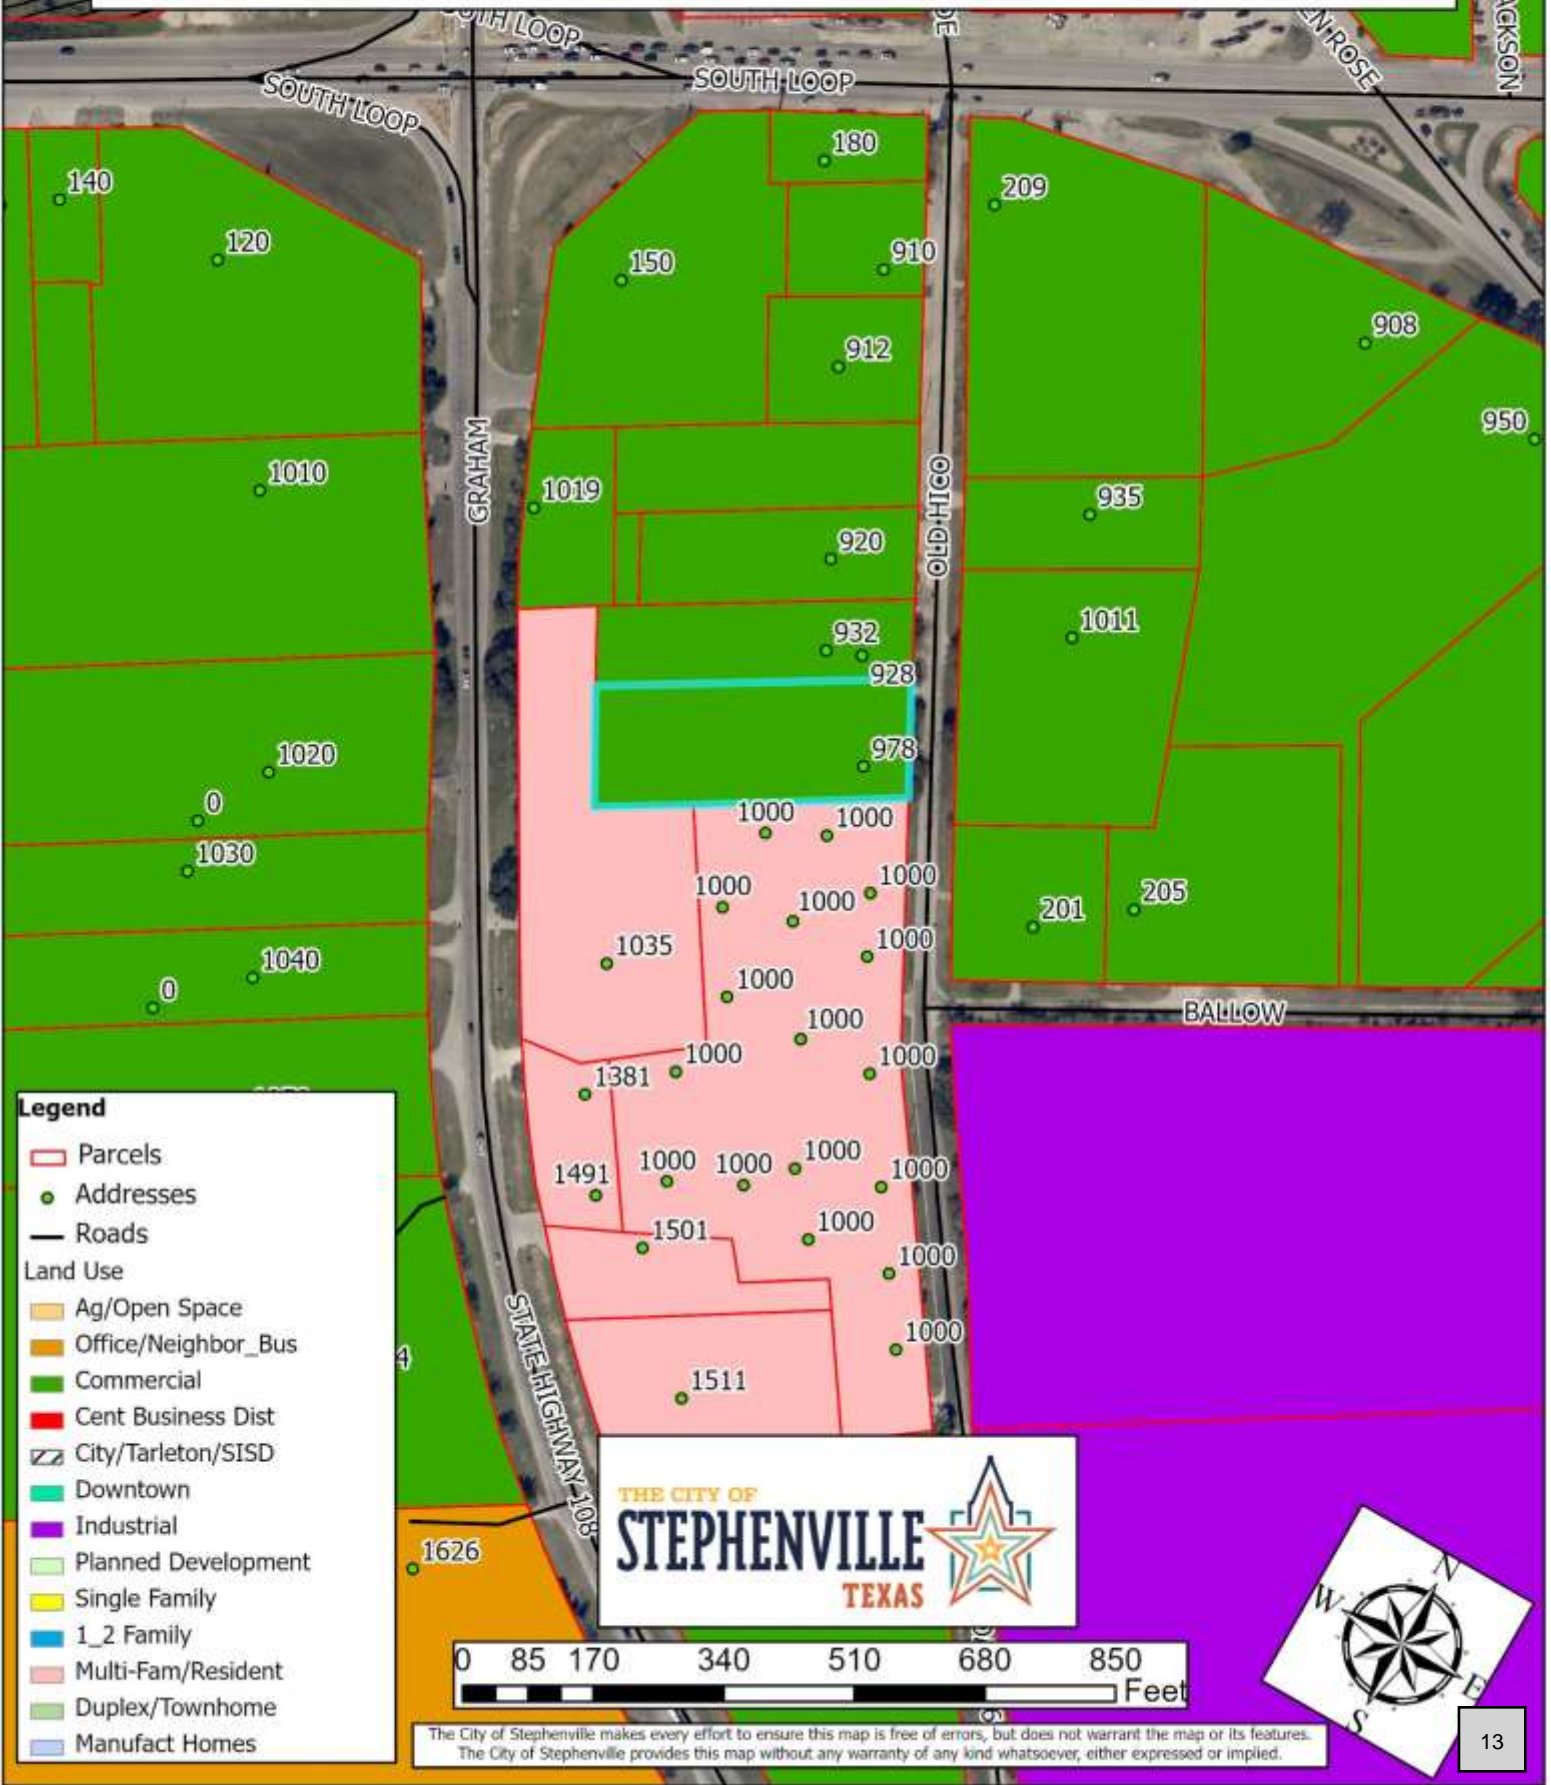 SOUTH LOOP
SOUTH LOOP
SOUTH LOOP
JACKSON
140
120
180
150
910
912
209
908
950
GRAHAM
OLD HICO
1010
1019
920
935
932
928
1011
978
1020
0
1030
1040
0
1000
1000
1000
1000
1000
1000
1035
1000
1000
1000
1000
1381
201
205
BALLOW
1491
1000
1000
1000
1000
1501
1000
1000
1000
1511
STATE HIGHWAY 108
4
1626
Legend
Parcels
Addresses
Roads
Land Use
Ag/Open Space
Office/Neighbor_Bus
Commercial
Cent Business Dist
City/Tarleton/SISD
Downtown
Industrial
Planned Development
Single Family
1_2 Family
Multi-Fam/Resident
Duplex/Townhome
Manufact Homes
THE CITY OF
STEPHENVILLE
TEXAS
0 85 170 340 510 680 850
Feet
The City of Stephenville makes every effort to ensure this map is free of errors, but does not warrant the map or its features.
The City of Stephenville provides this map without any warranty of any kind whatsoever, either expressed or implied.
N
W
E
S
13